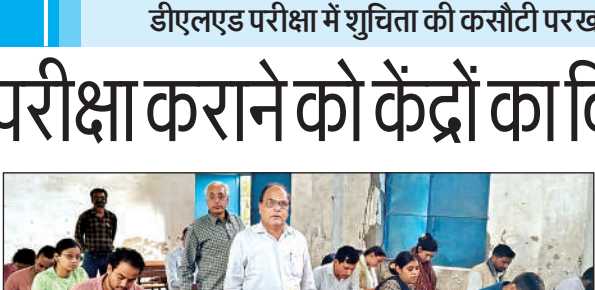 डीएलएड परीक्षा में शुचिता की कसौटी परख
परीक्षा कराने को केंद्रों का